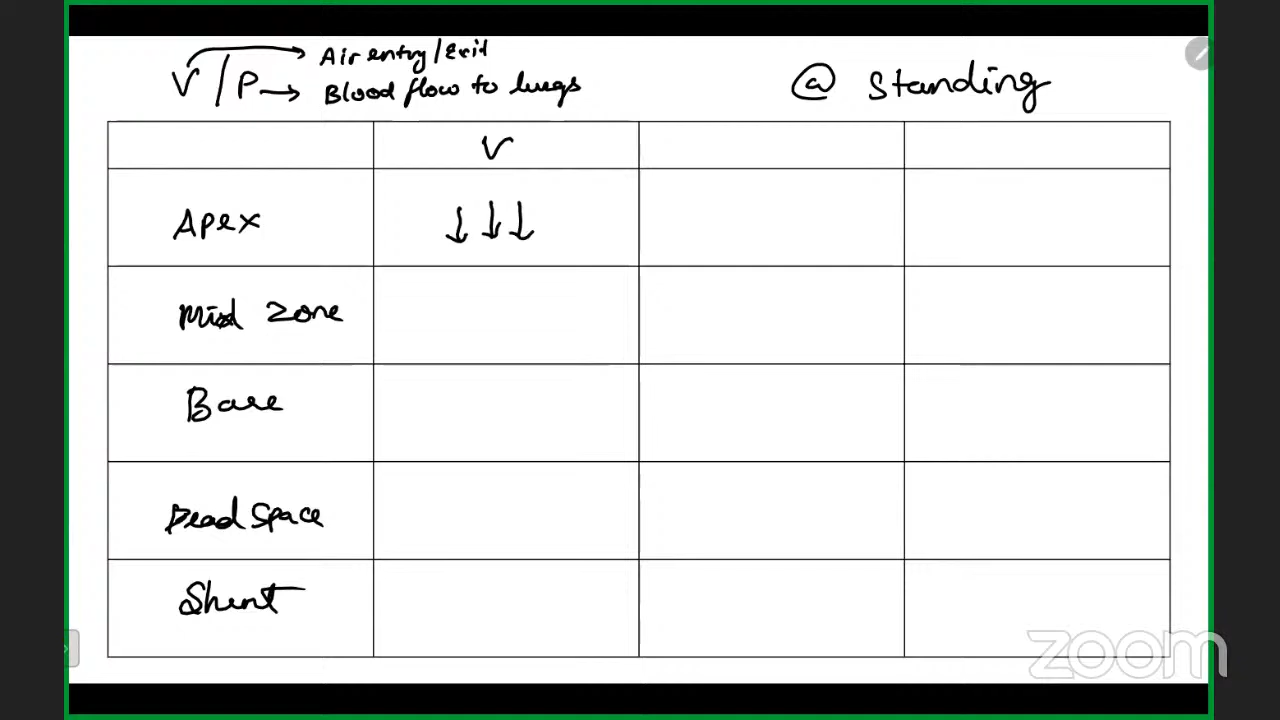 V/P → Air entry/Exit
→ Blood flow to lungs
@ Standing
V
Apex ↓ ↓ ↓
Mid Zone
Base
Dead Space
Shunt
zoom